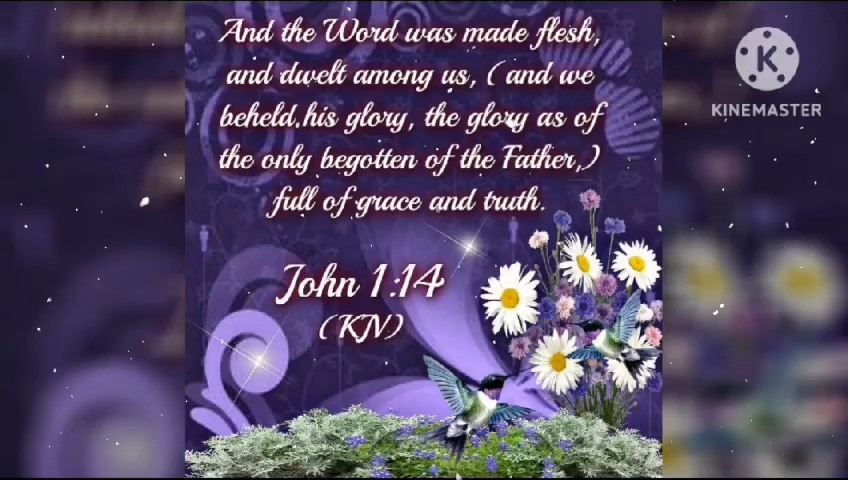 And the Word was made flesh,
and dwelt among us, (and we
beheld his glory, the glory as of
the only begotten of the Father,)
full of grace and truth.
John 1:14
(KJV)
K
KINEMASTER